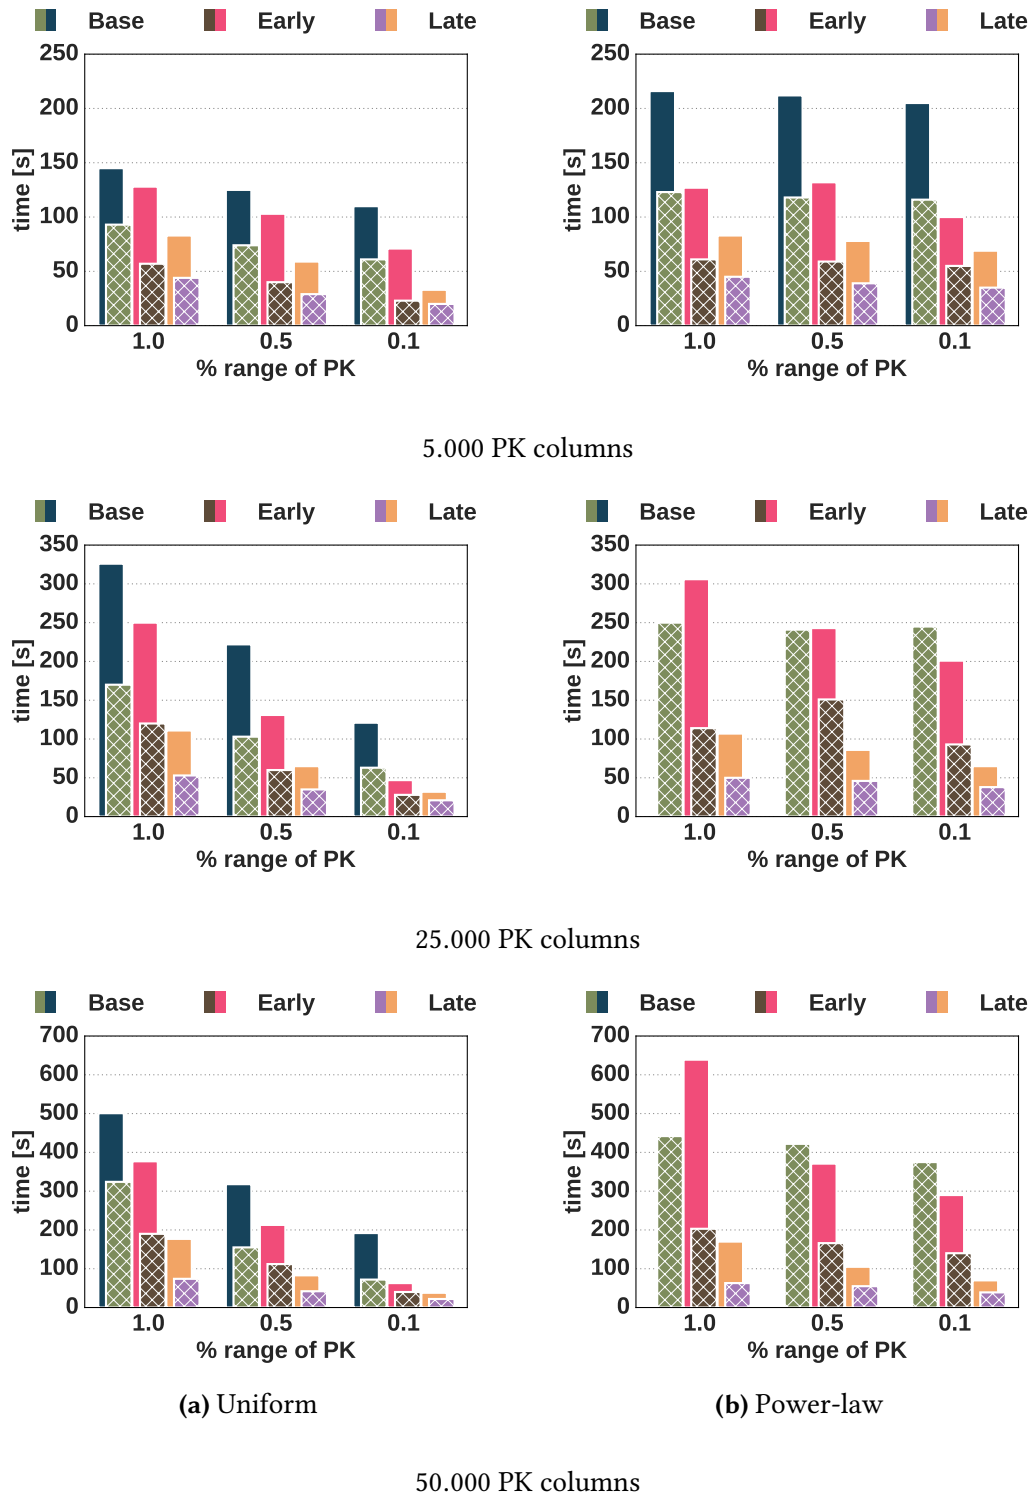 Base Early Late Base Early Late
250 250
200 200
150 150
100 100
50 50
0 0
time [s] time [s]
1.0 0.5 0.1 1.0 0.5 0.1
% range of PK % range of PK
5.000 PK columns
Base Early Late Base Early Late
350 350
300 300
250 250
200 200
150 150
100 100
50 50
0 0
time [s] time [s]
1.0 0.5 0.1 1.0 0.5 0.1
% range of PK % range of PK
25.000 PK columns
Base Early Late Base Early Late
700 700
600 600
500 500
400 400
300 300
200 200
100 100
0 0
time [s] time [s]
1.0 0.5 0.1 1.0 0.5 0.1
% range of PK % range of PK
(a) Uniform (b) Power-law
50.000 PK columns